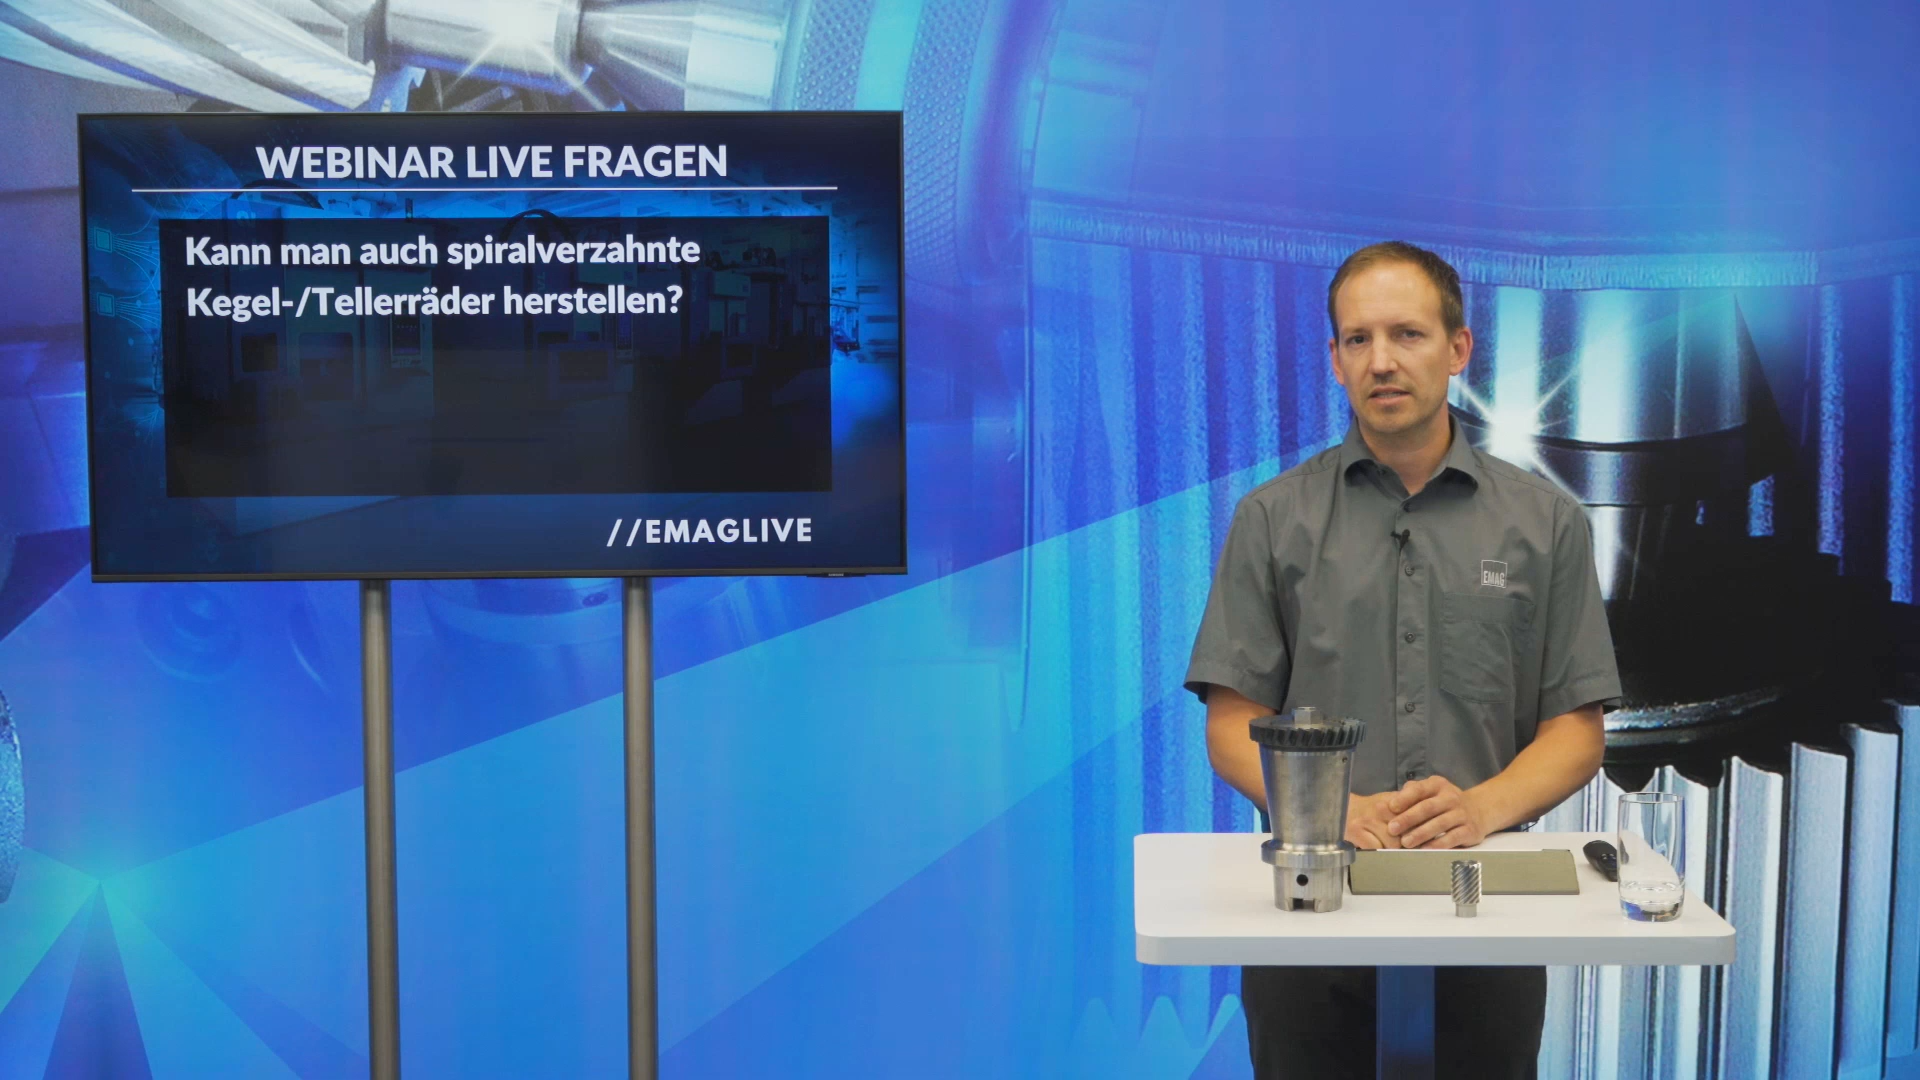 WEBINAR LIVE FRAGEN
Kann man auch spiralverzahnte
Kegel-/Tellerräder herstellen?
//EMAGLIVE
EMAG